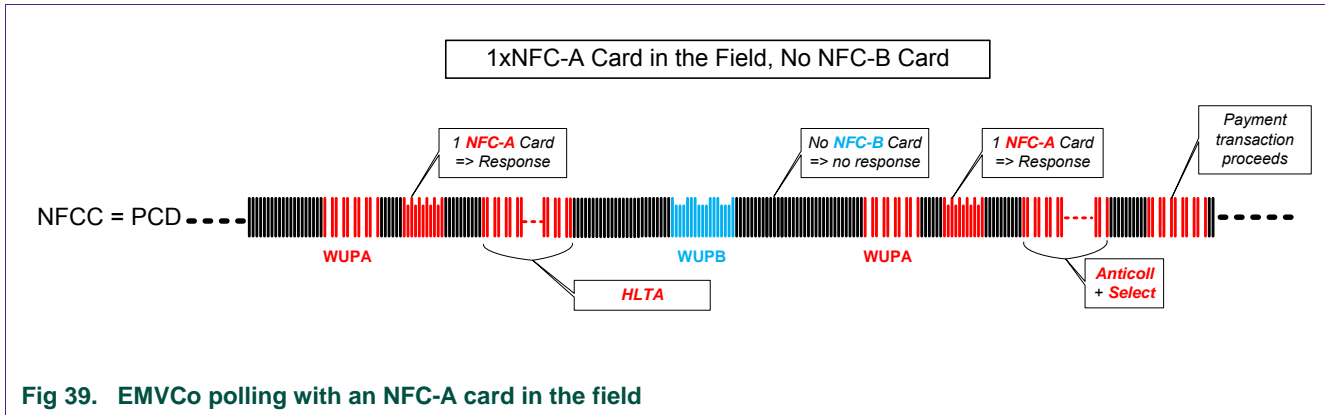 1xNFC-A Card in the Field, No NFC-B Card
1 NFC-A Card
=> Response
No NFC-B Card
=> no response
1 NFC-A Card
=> Response
Payment
transaction
proceeds
NFCC = PCD
WUPA
WUPB
WUPA
HLTA
Anticoll
+ Select
Fig 39. EMVCo polling with an NFC-A card in the field